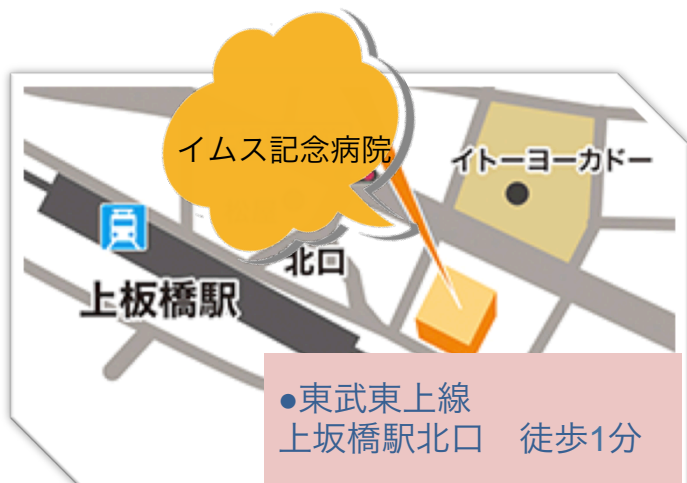 イムス記念病院
イトーヨーカドー
北口
上板橋駅
●東武東上線
上坂橋駅北口　徒歩1分